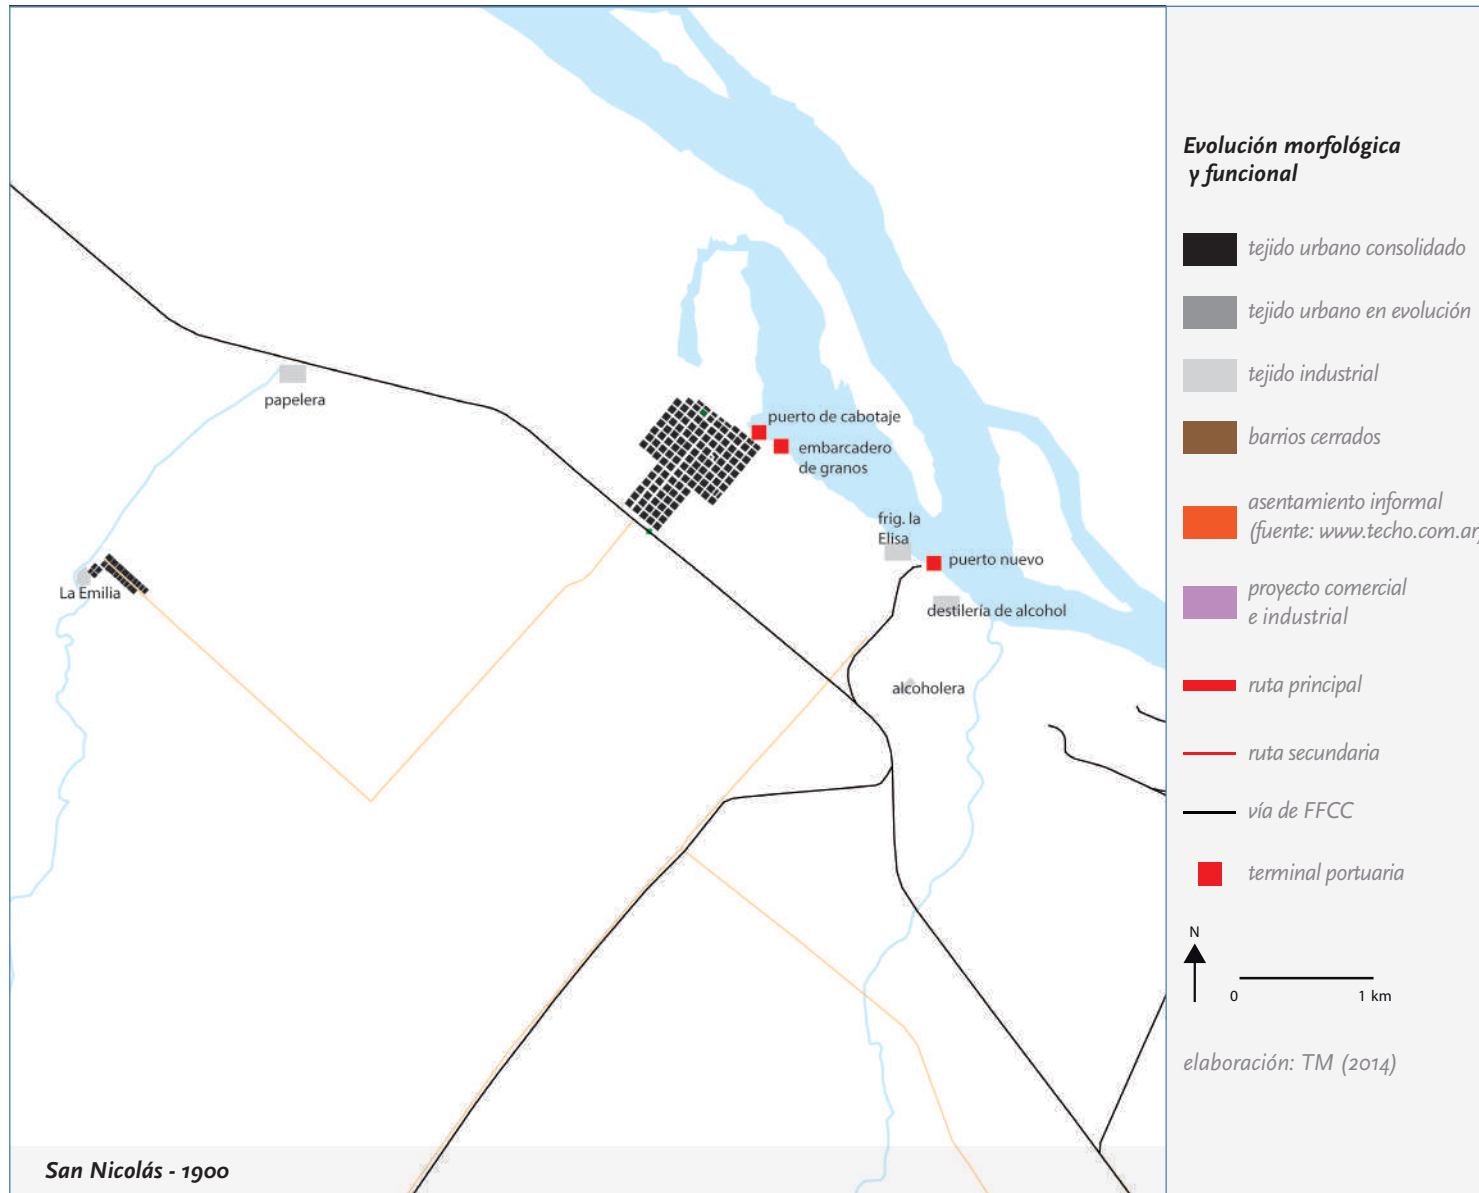 papelera
puerto de cabotaje
embarcadero
de granos
frig. la
Elisa
puerto nuevo
La Emilia
destilería de alcohol
alcoholera
San Nicolás - 1900
Evolución morfológica
y funcional
tejido urbano consolidado
tejido urbano en evolución
tejido industrial
barrios cerrados
asentamiento informal
(fuente: www.techo.com.ar)
proyecto comercial
e industrial
ruta principal
ruta secundaria
vía de FFCC
terminal portuaria
N
0 1 km
elaboración: TM (2014)